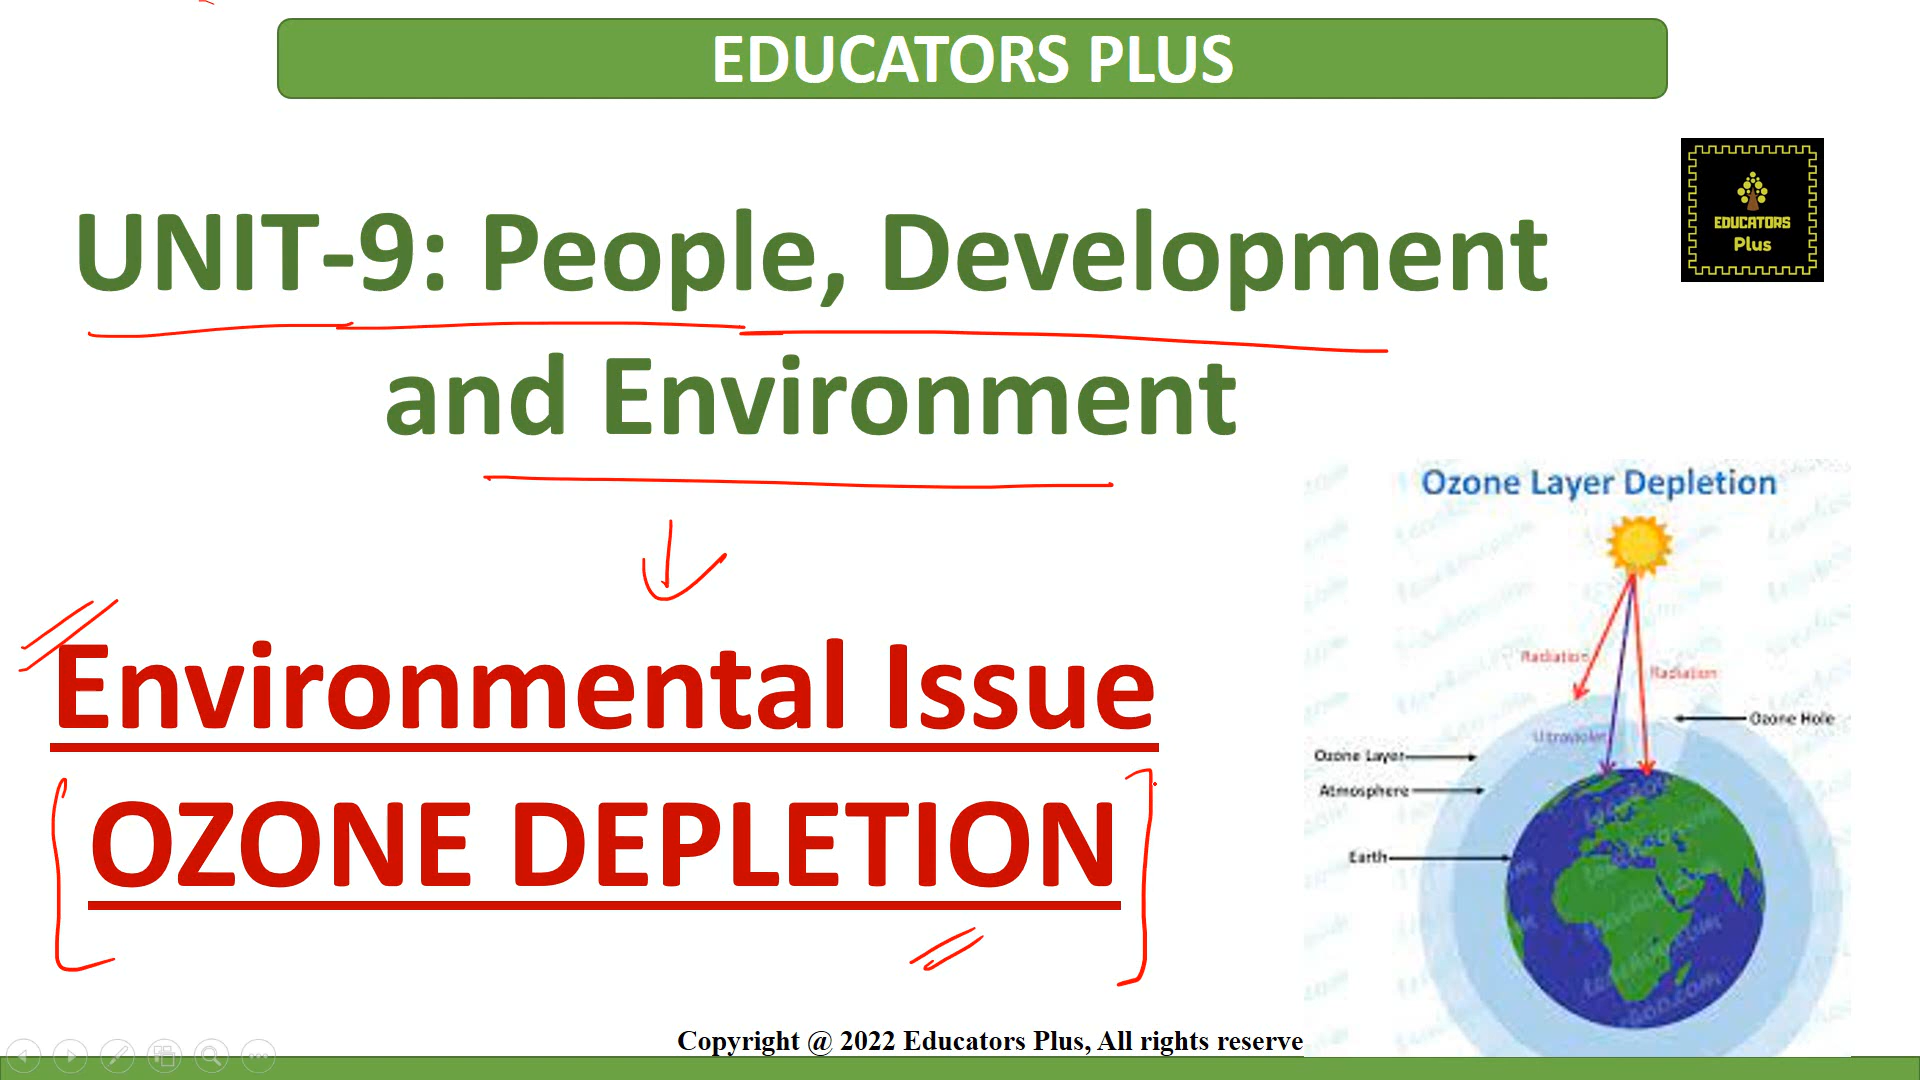 EDUCATORS PLUS
EDUCATORS
Plus
UNIT-9: People, Development
and Environment
Environmental Issue
OZONE DEPLETION
Ozone Layer Depletion
Radiation
Radiation
Ozone Hole
Ultraviolet
Ozone Layer
Atmosphere
Earth
Copyright @ 2022 Educators Plus, All rights reserve